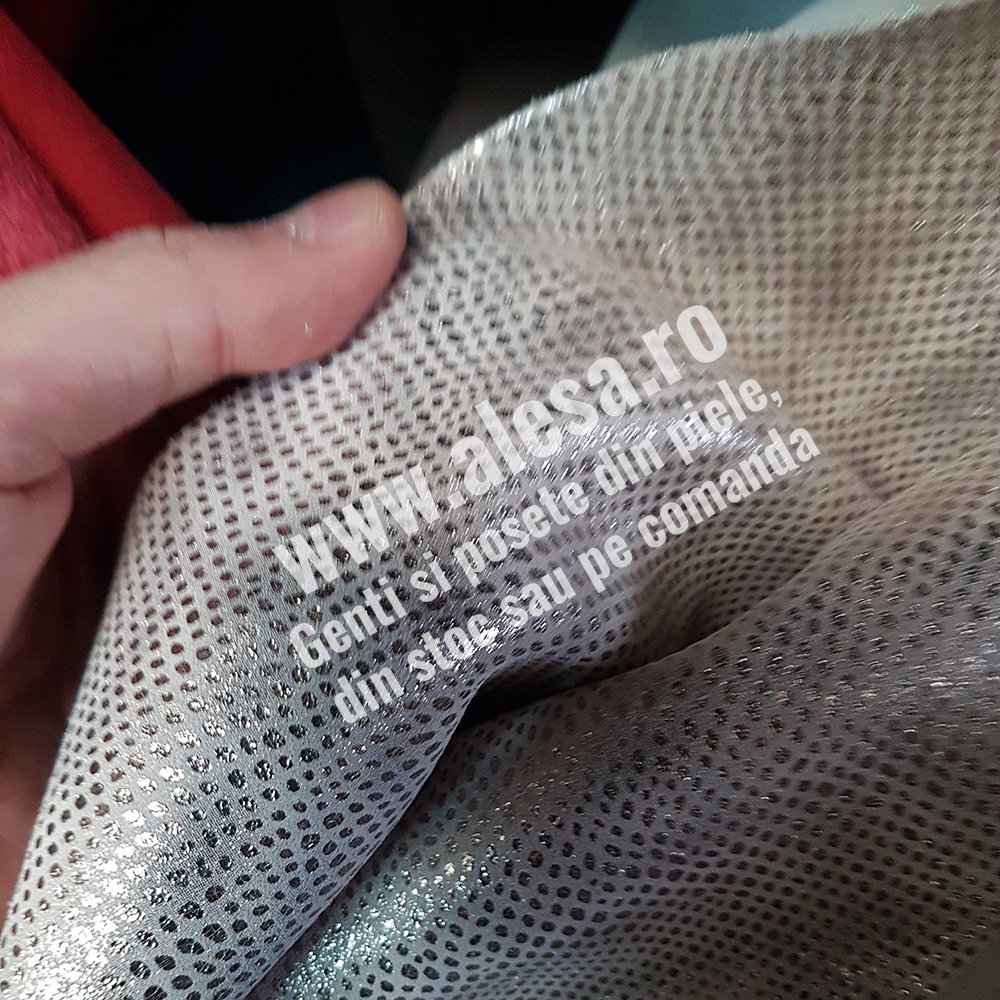 www.alesa.ro
Genti si posete din piele,
din stoc sau pe comanda